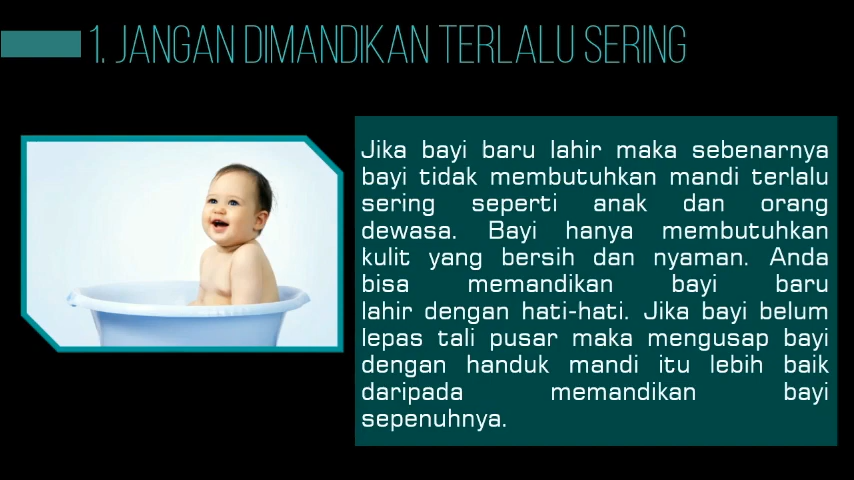 1. JANGAN DIMANDIKAN TERLALU SERING
Jika bayi baru lahir maka sebenarnya
bayi tidak membutuhkan mandi terlalu
sering seperti anak dan orang
dewasa. Bayi hanya membutuhkan
kulit yang bersih dan nyaman. Anda
bisa memandikan bayi baru
lahir dengan hati-hati. Jika bayi belum
lepas tali pusar maka mengusap bayi
dengan handuk mandi itu lebih baik
daripada memandikan bayi
sepenuhnya.